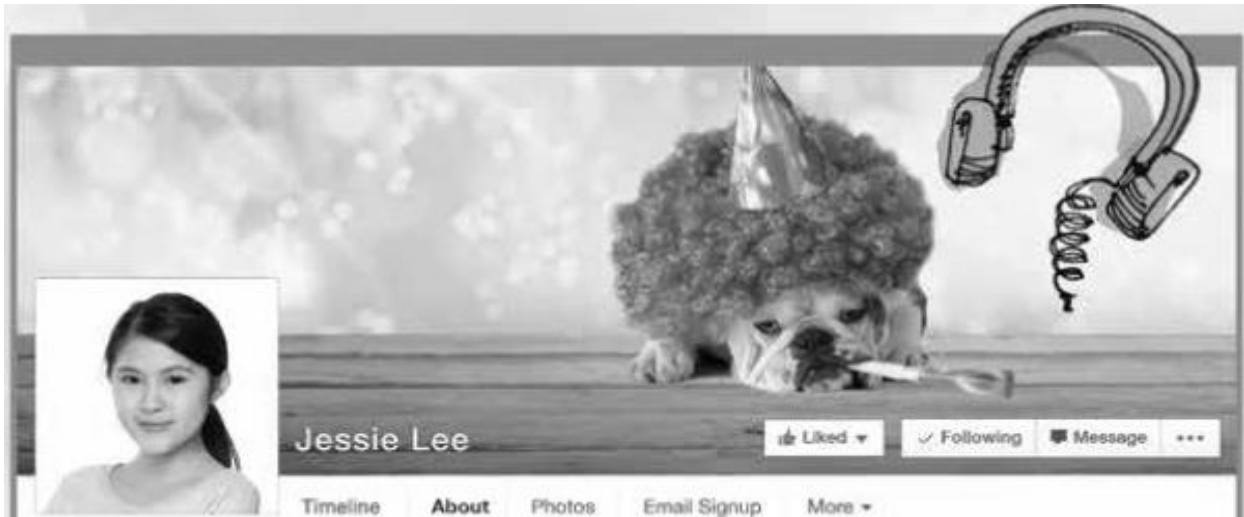 Jessie Lee
Liked
Following
Message
Timeline About Photos Email Signup More